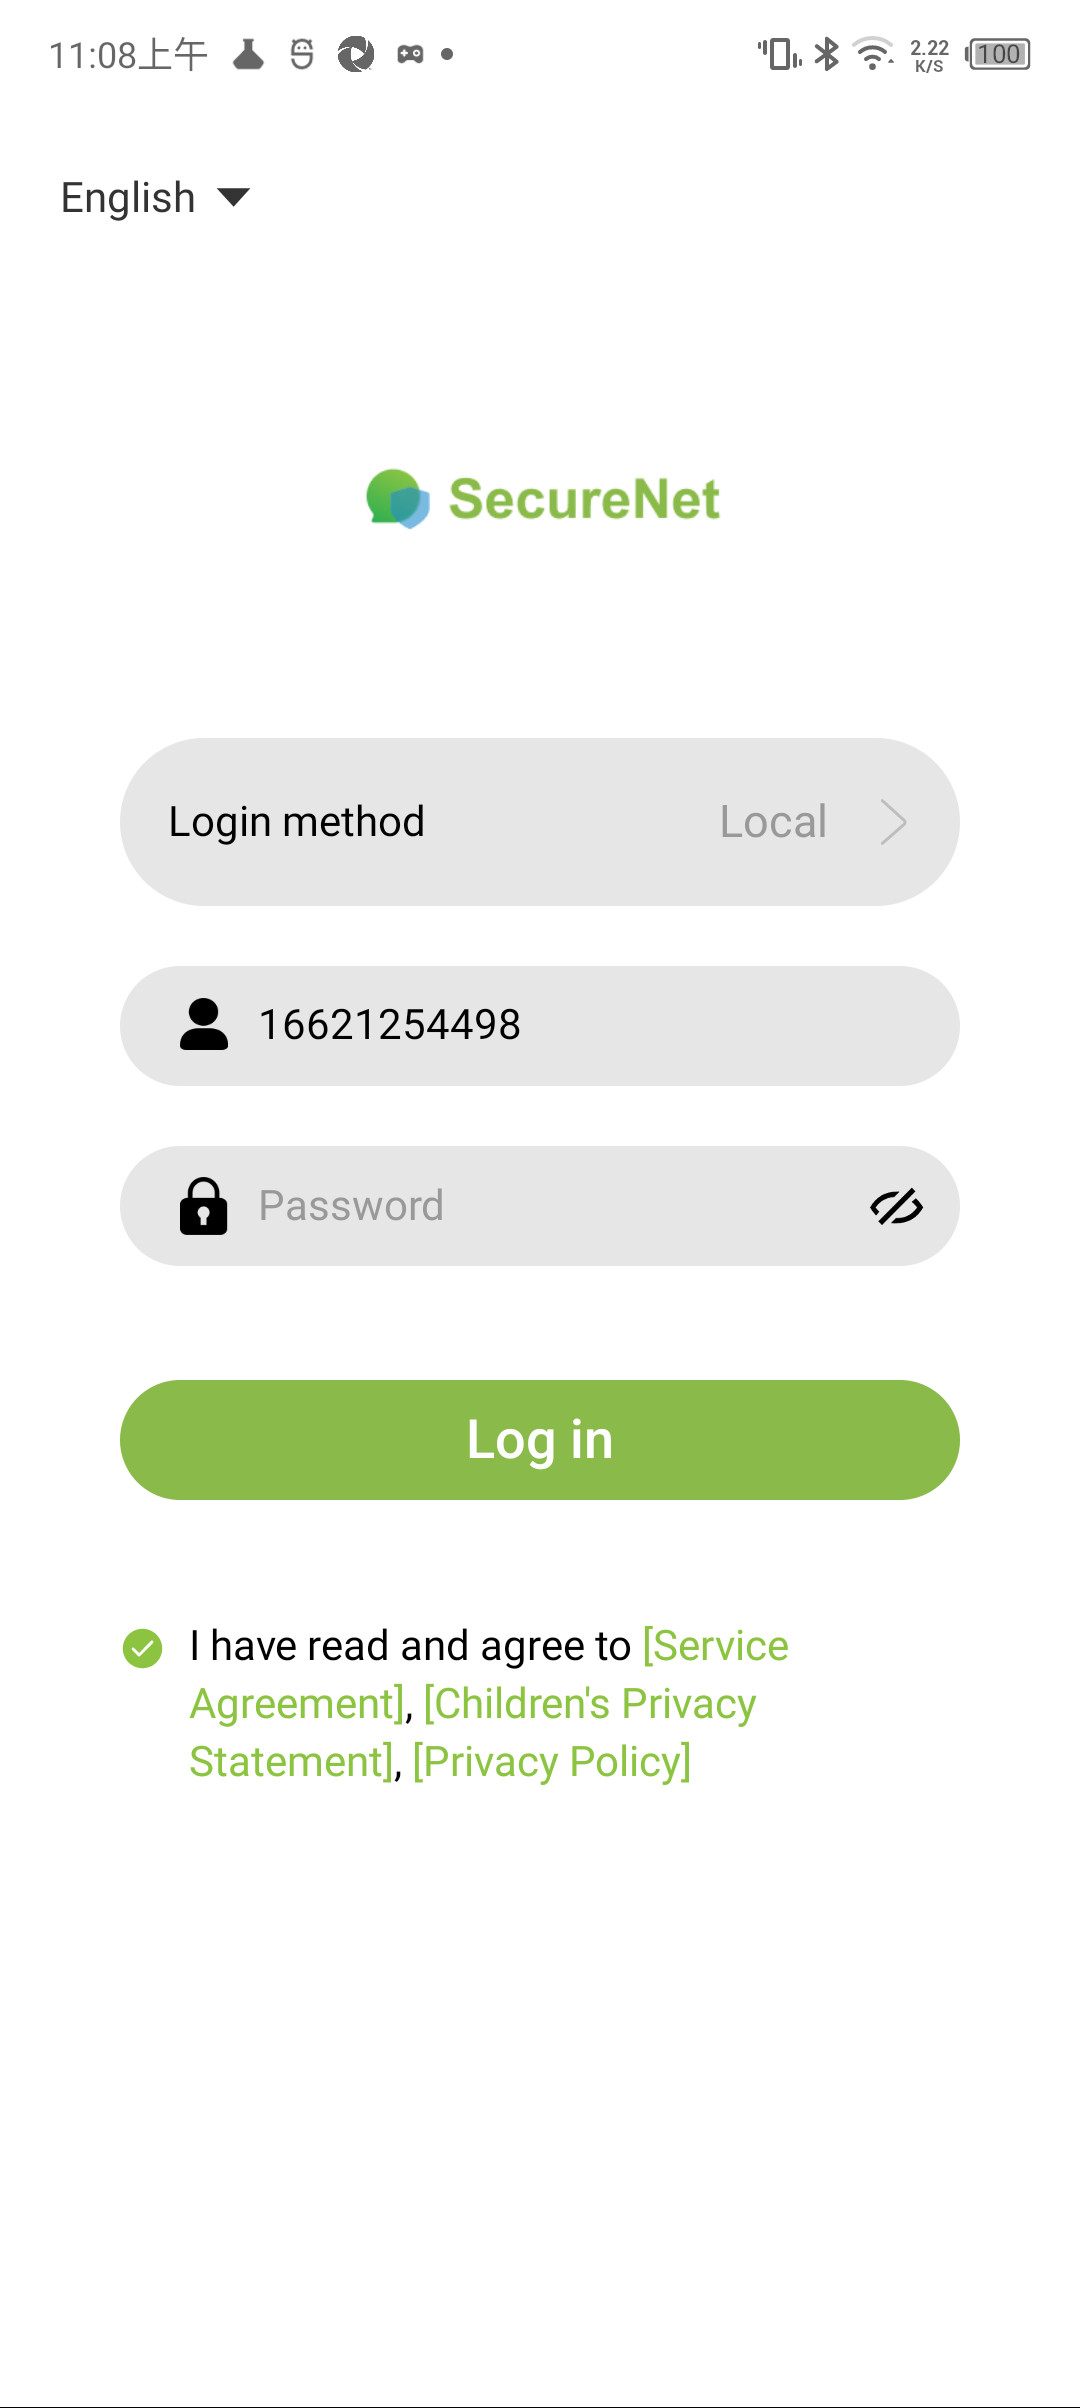 11:08上午
2.22
K/S
100
English
SecureNet
Login method
Local
16621254498
Password
Log in
I have read and agree to [Service
Agreement], [Children's Privacy
Statement], [Privacy Policy]